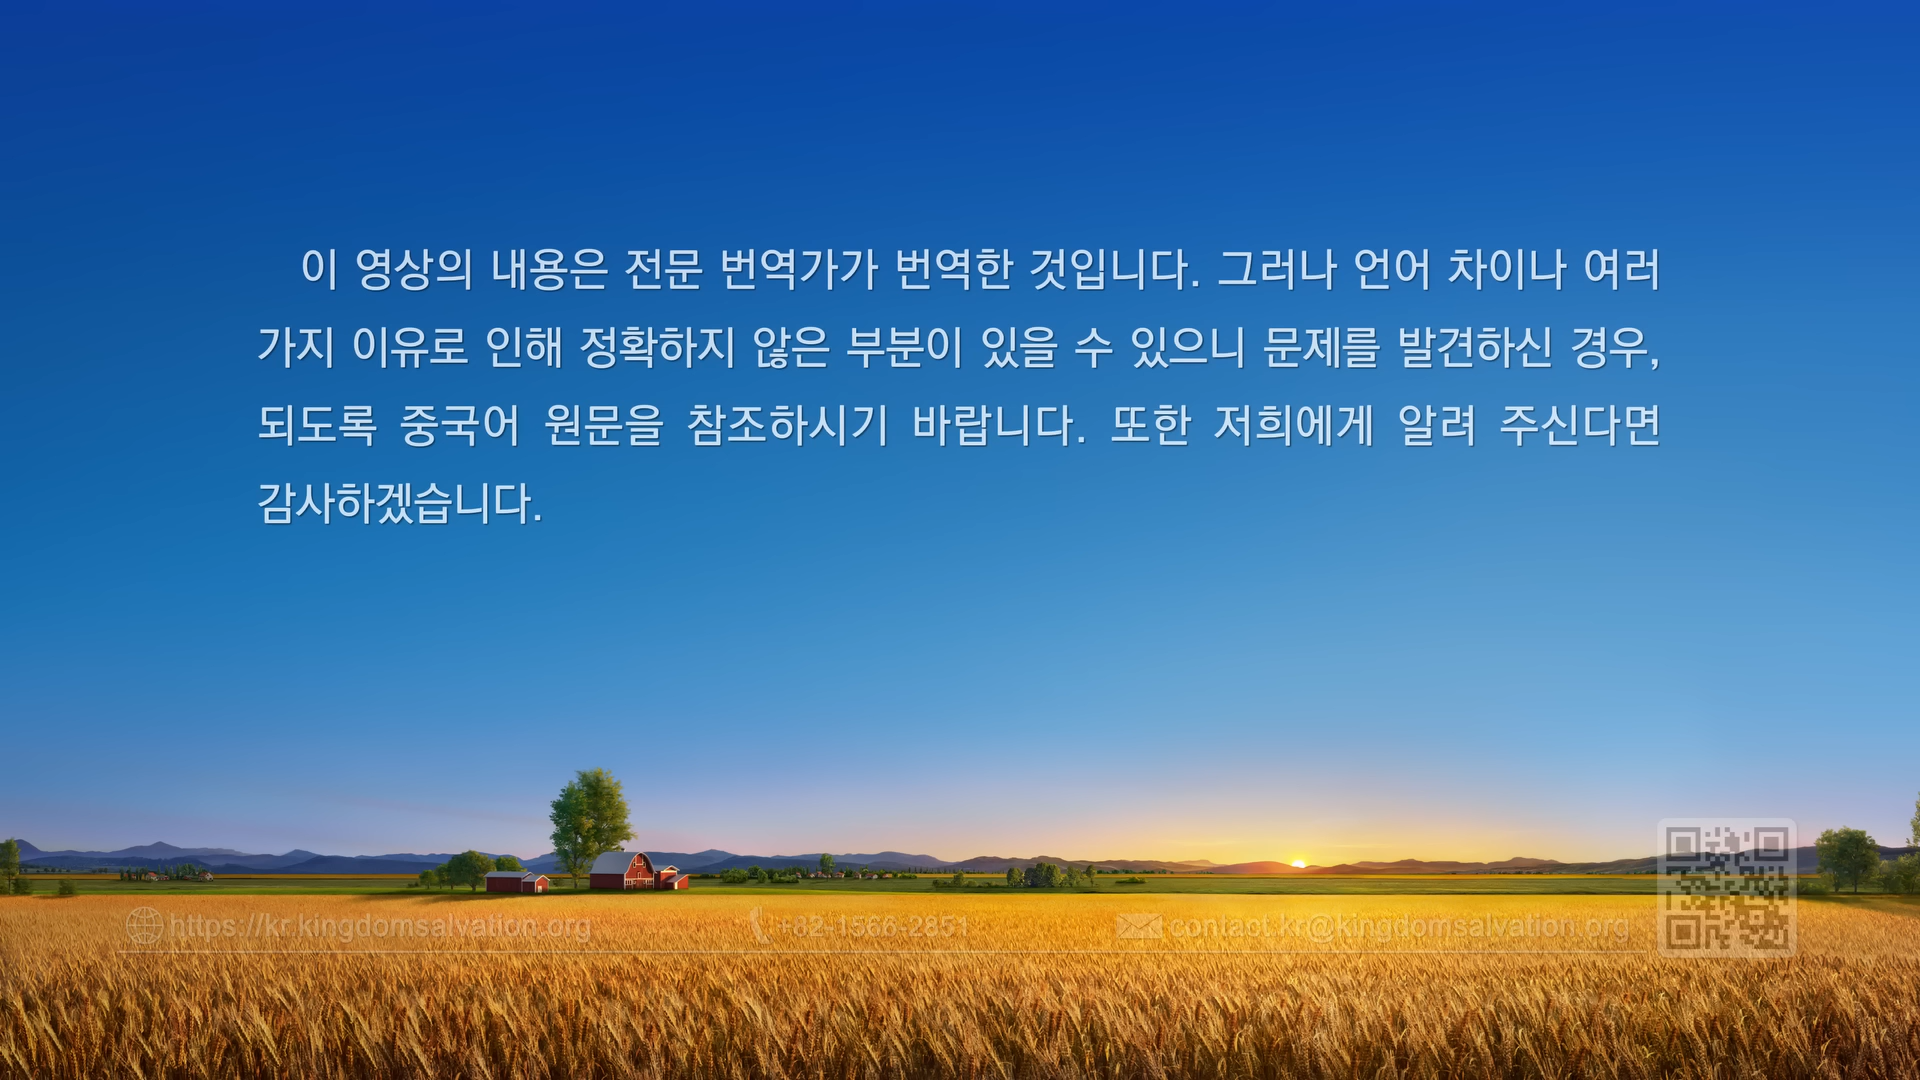 이 영상의 내용은 전문 번역가가 번역한 것입니다. 그러나 언어 차이나 여러
가지 이유로 인해 정확하지 않은 부분이 있을 수 있으니 문제를 발견하신 경우,
되도록 중국어 원문을 참조하시기 바랍니다. 또한 저희에게 알려 주신다면
감사하겠습니다.
https://kr.kingdomsalvation.org +82-1566-2851 contact.kr@kingdomsalvation.org